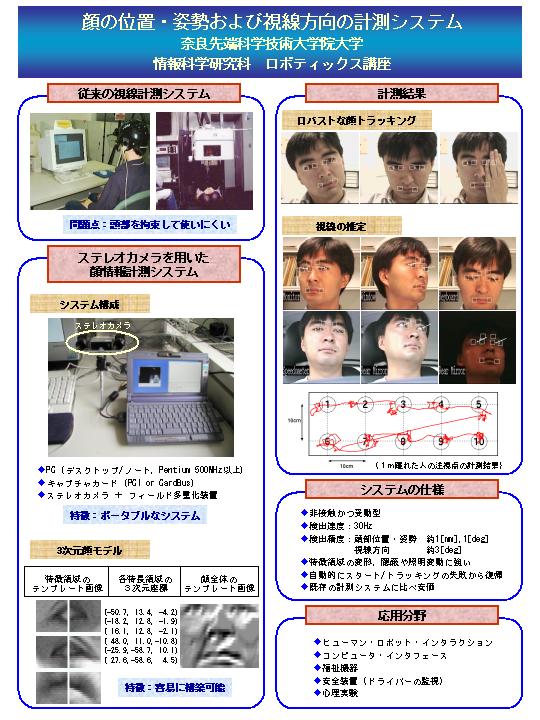 顔の位置・姿勢および視線方向の計測システム
奈良先端科学技術大学院大学
情報科学研究科　ロボティックス講座
従来の視線計測システム
問題点：頭部を拘束して使いにくい
ステレオカメラを用いた
顔情報計測システム
システム構成
ステレオカメラ
◆PC (デスクトップ/ノート, Pentium 500MHz以上)
◆キャプチャカード (PCI or CardBus)
◆ステレオカメラ ＋ フィールド多重化装置
特徴：ポータブルなシステム
3次元顔モデル
特徴領域の
テンプレート画像
各特長領域の
3次元座標
顔全体の
テンプレート画像
(-50.7, 13.4, -4.2)
(-18.2, 12.8, -1.9)
( 16.1, 12.8, -2.1)
( 48.0, 11.0,-10.8)
(-25.9,-58.7, 10.1)
( 27.6,-58.6, 4.5)
特徴：容易に構築可能
計測結果
ロバストな顔トラッキング
視線の推定
Monitor
Window
Keyboard
Speedometer
Rear Mirror
Rear Mirror
1 2 3 4 5
10cm
6 7 8 9 10
10cm
(1m離れた人の注視点の計測結果)
システムの仕様
◆非接触かつ受動型
◆検出速度：30Hz
◆検出精度：頭部位置・姿勢　約1[mm],1[deg]
視線方向　約3[deg]
◆特徴領域の変形, 隠蔽や照明変動に強い
◆自動的にスタート/トラッキングの失敗から復帰
◆既存の計測システムに比べ安価
応用分野
◆ヒューマン・ロボット・インタラクション
◆コンピュータ・インタフェース
◆福祉機器
◆安全装置 (ドライバーの監視)
◆心理実験